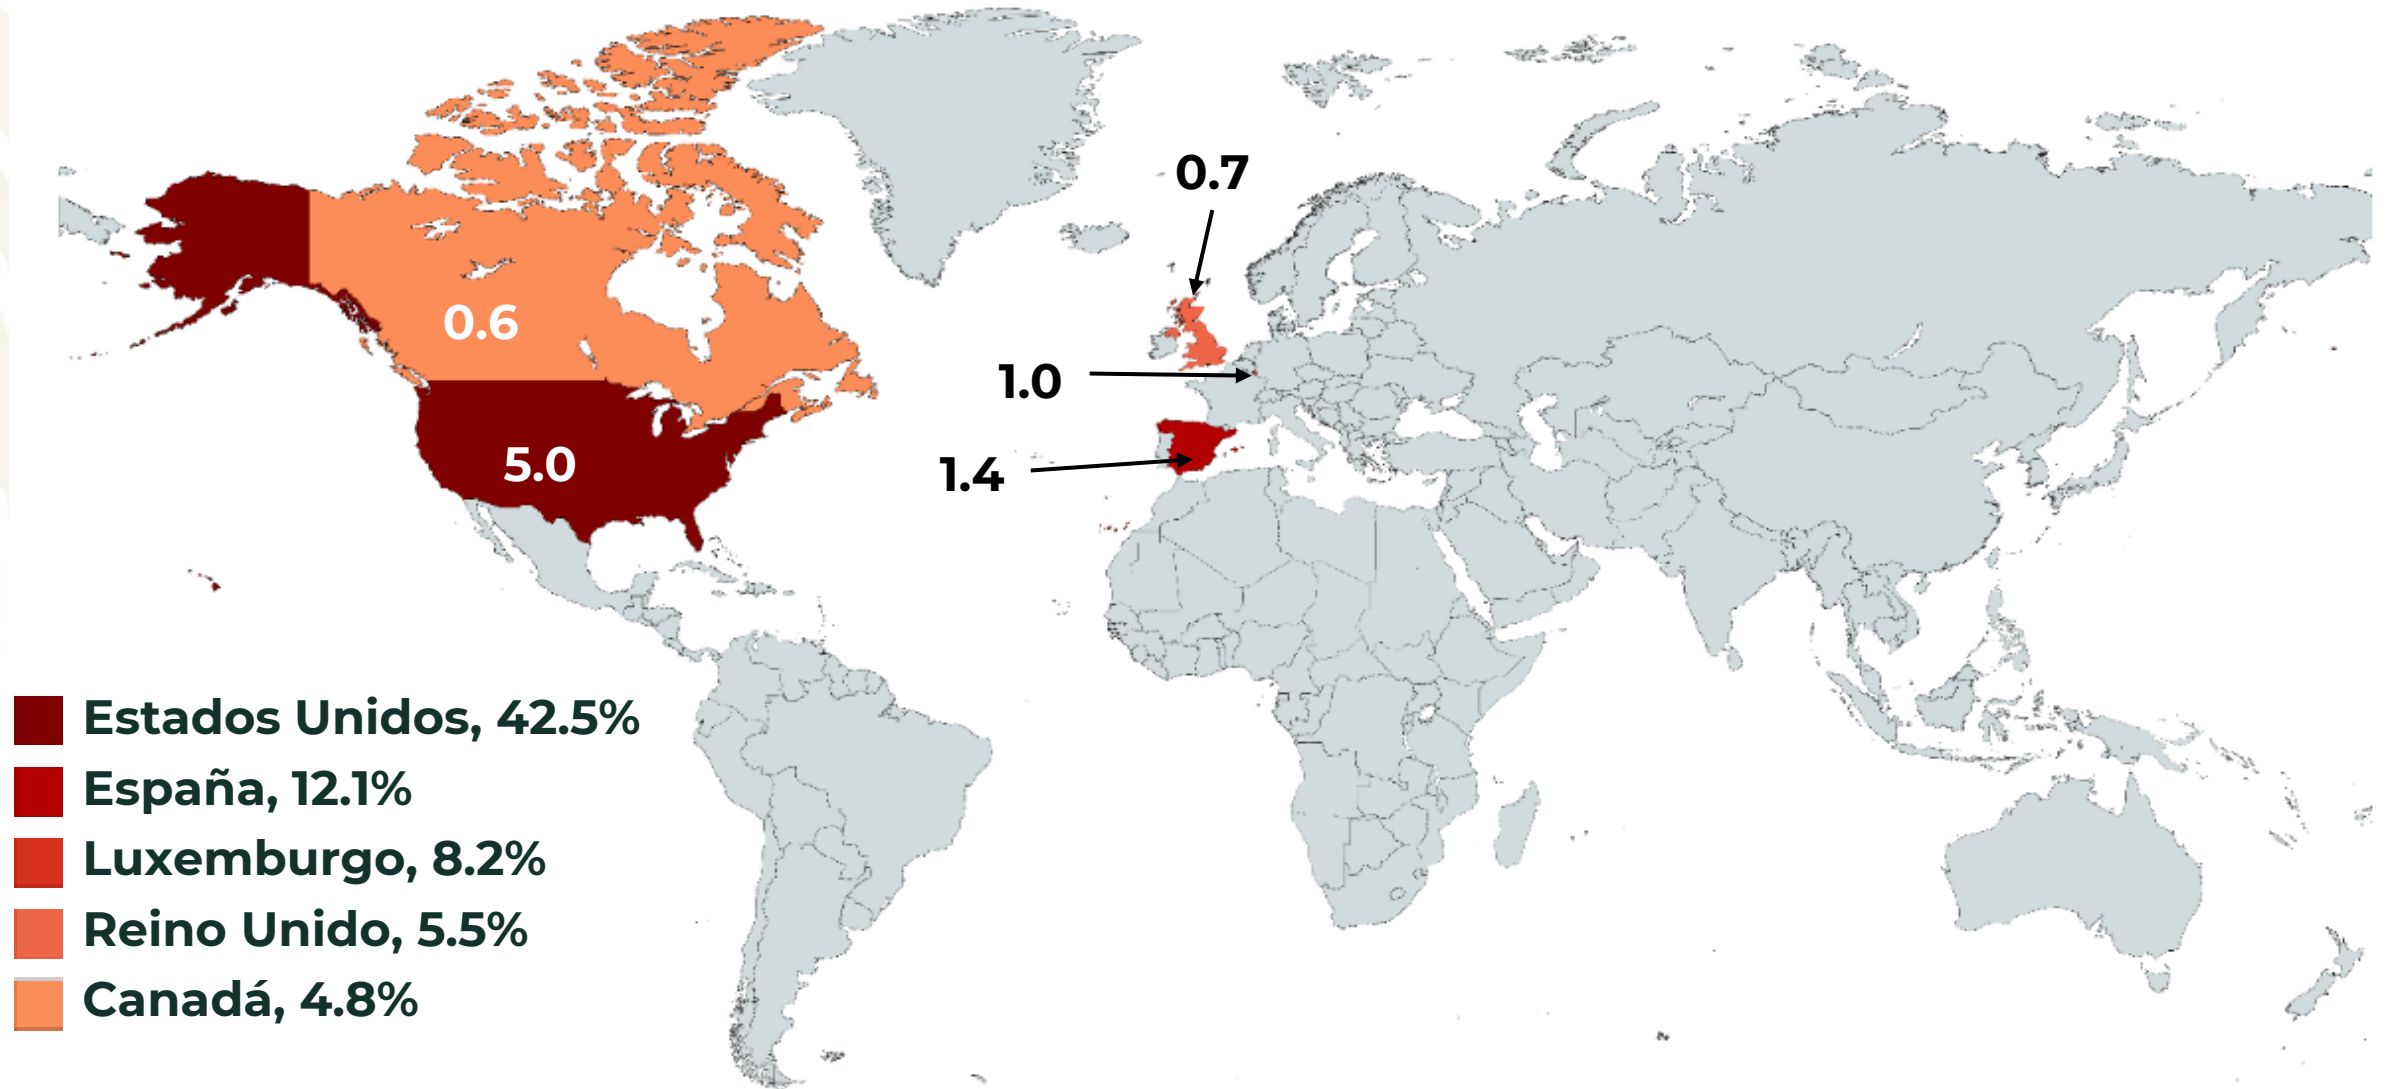 0.7
0.6
1.0
5.0
1.4
Estados Unidos, 42.5%
España, 12.1%
Luxemburgo, 8.2%
Reino Unido, 5.5%
Canadá, 4.8%